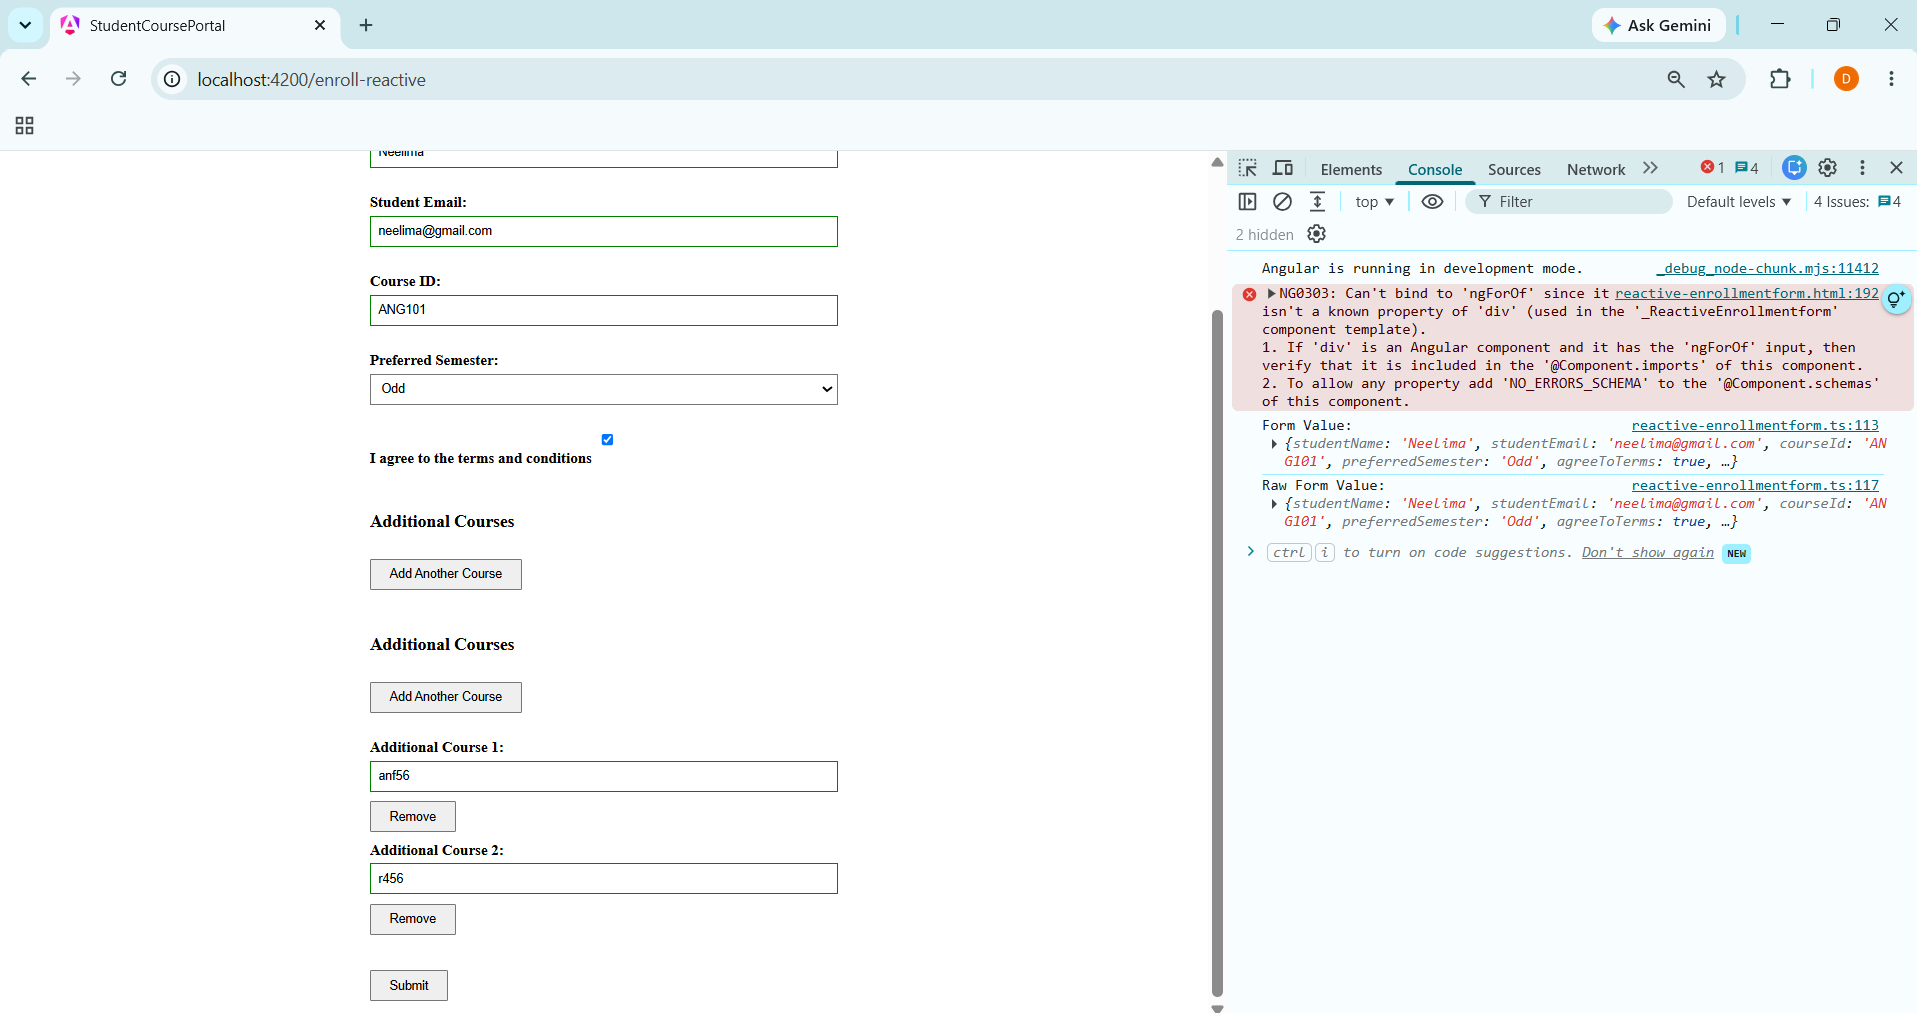 StudentCoursePortal
Ask Gemini
localhost:4200/enroll-reactive
D
Neelima
Student Email:
neelima@gmail.com
Course ID:
ANG101
Preferred Semester:
Odd
I agree to the terms and conditions
Additional Courses
Add Another Course
Additional Courses
Add Another Course
Additional Course 1:
anf56
Remove
Additional Course 2:
r456
Remove
Submit
Elements Console Sources Network 1 4
top Filter Default levels 4 Issues: 4
2 hidden
Angular is running in development mode. _debug_node-chunk.mjs:11412
NG0303: Can't bind to 'ngForOf' since it reactive-enrollmentform.html:192
isn't a known property of 'div' (used in the '_ReactiveEnrollmentform'
component template).
1. If 'div' is an Angular component and it has the 'ngForOf' input, then
verify that it is included in the '@Component.imports' of this component.
2. To allow any property add 'NO_ERRORS_SCHEMA' to the '@Component.schemas'
of this component.
Form Value: reactive-enrollmentform.ts:113
{studentName: 'Neelima', studentEmail: 'neelima@gmail.com', courseId: 'AN
G101', preferredSemester: 'Odd', agreeToTerms: true, …}
Raw Form Value: reactive-enrollmentform.ts:117
{studentName: 'Neelima', studentEmail: 'neelima@gmail.com', courseId: 'AN
G101', preferredSemester: 'Odd', agreeToTerms: true, …}
ctrl i to turn on code suggestions. Don't show again NEW